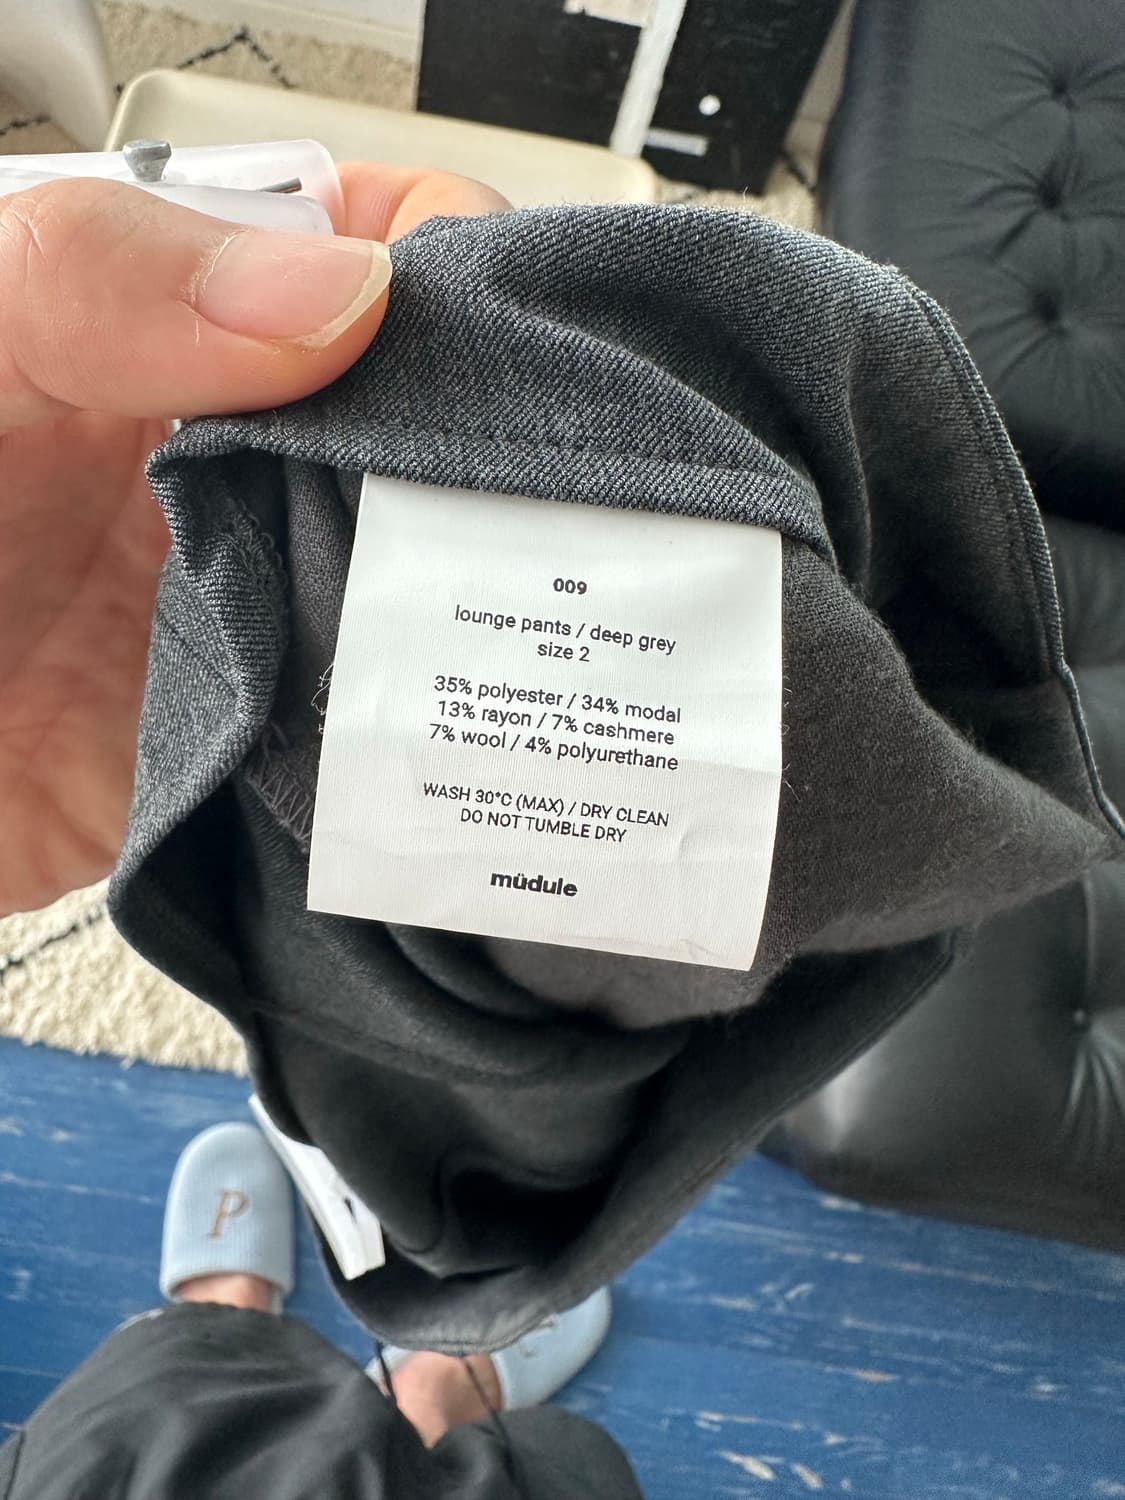 009
lounge pants / deep grey
size 2
35% polyester / 34% modal
13% rayon / 7% cashmere
7% wool / 4% polyurethane
WASH 30°C (MAX) / DRY CLEAN
DO NOT TUMBLE DRY
müdule
P